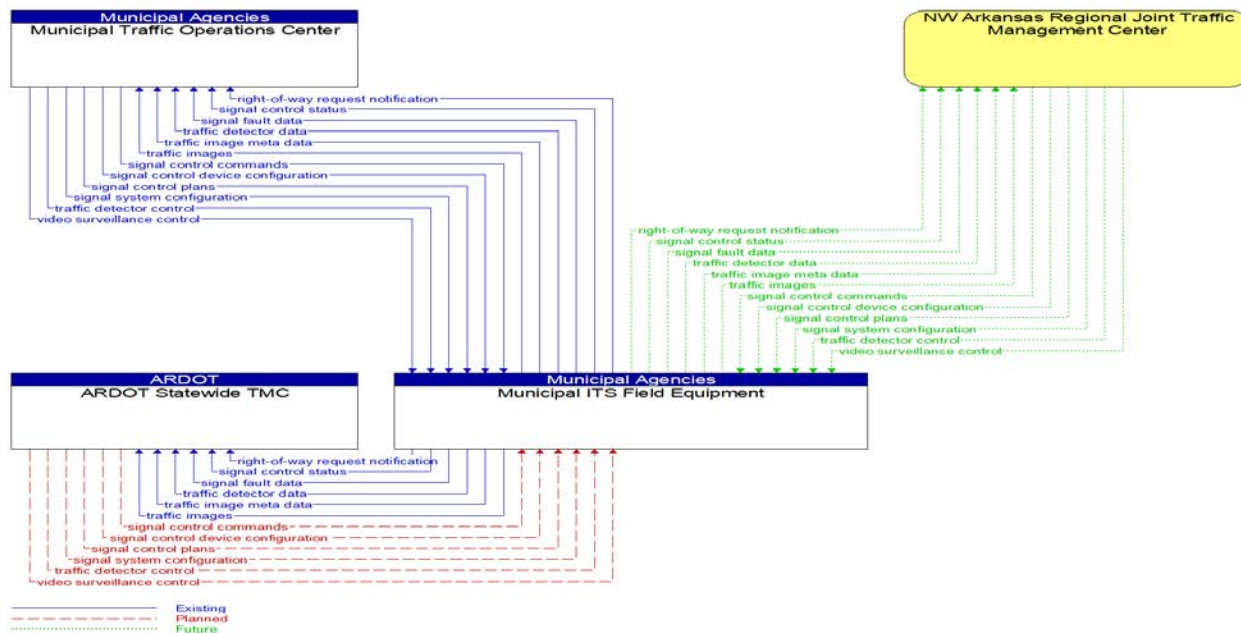 Municipal Agencies
Municipal Traffic Operations Center
NW Arkansas Regional Joint Traffic
Management Center
right-of-way request notification
signal control status
signal fault data
traffic detector data
traffic image meta data
traffic images
signal control commands
signal control device configuration
signal control plans
signal system configuration
traffic detector control
video surveillance control
right-of-way request notification
signal control status
signal fault data
traffic detector data
traffic image meta data
traffic images
signal control commands
signal control device configuration
signal control plans
signal system configuration
traffic detector control
video surveillance control
ARDOT
ARDOT Statewide TMC
Municipal Agencies
Municipal ITS Field Equipment
right-of-way request notification
signal control status
signal fault data
traffic detector data
traffic image meta data
traffic images
signal control commands
signal control device configuration
signal control plans
signal system configuration
traffic detector control
video surveillance control
Existing
Planned
Future